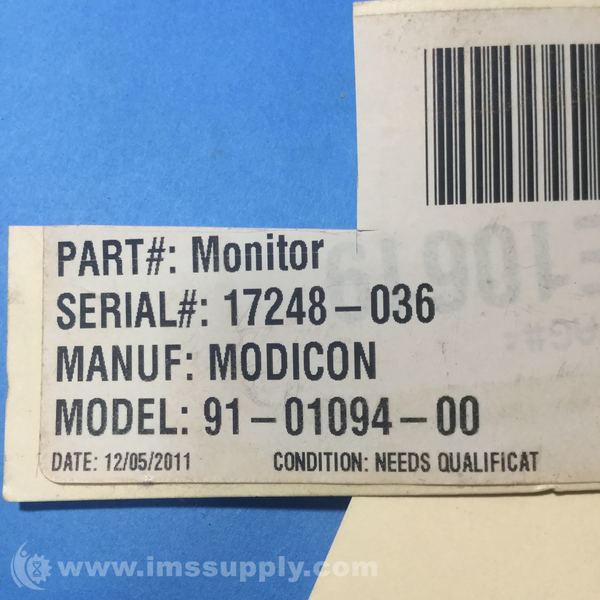 PART#: Monitor
SERIAL#: 17248-036
MANUF: MODICON
MODEL: 91-01094-00
DATE: 12/05/2011 CONDITION: NEEDS QUALIFICAT
www.imssupply.com